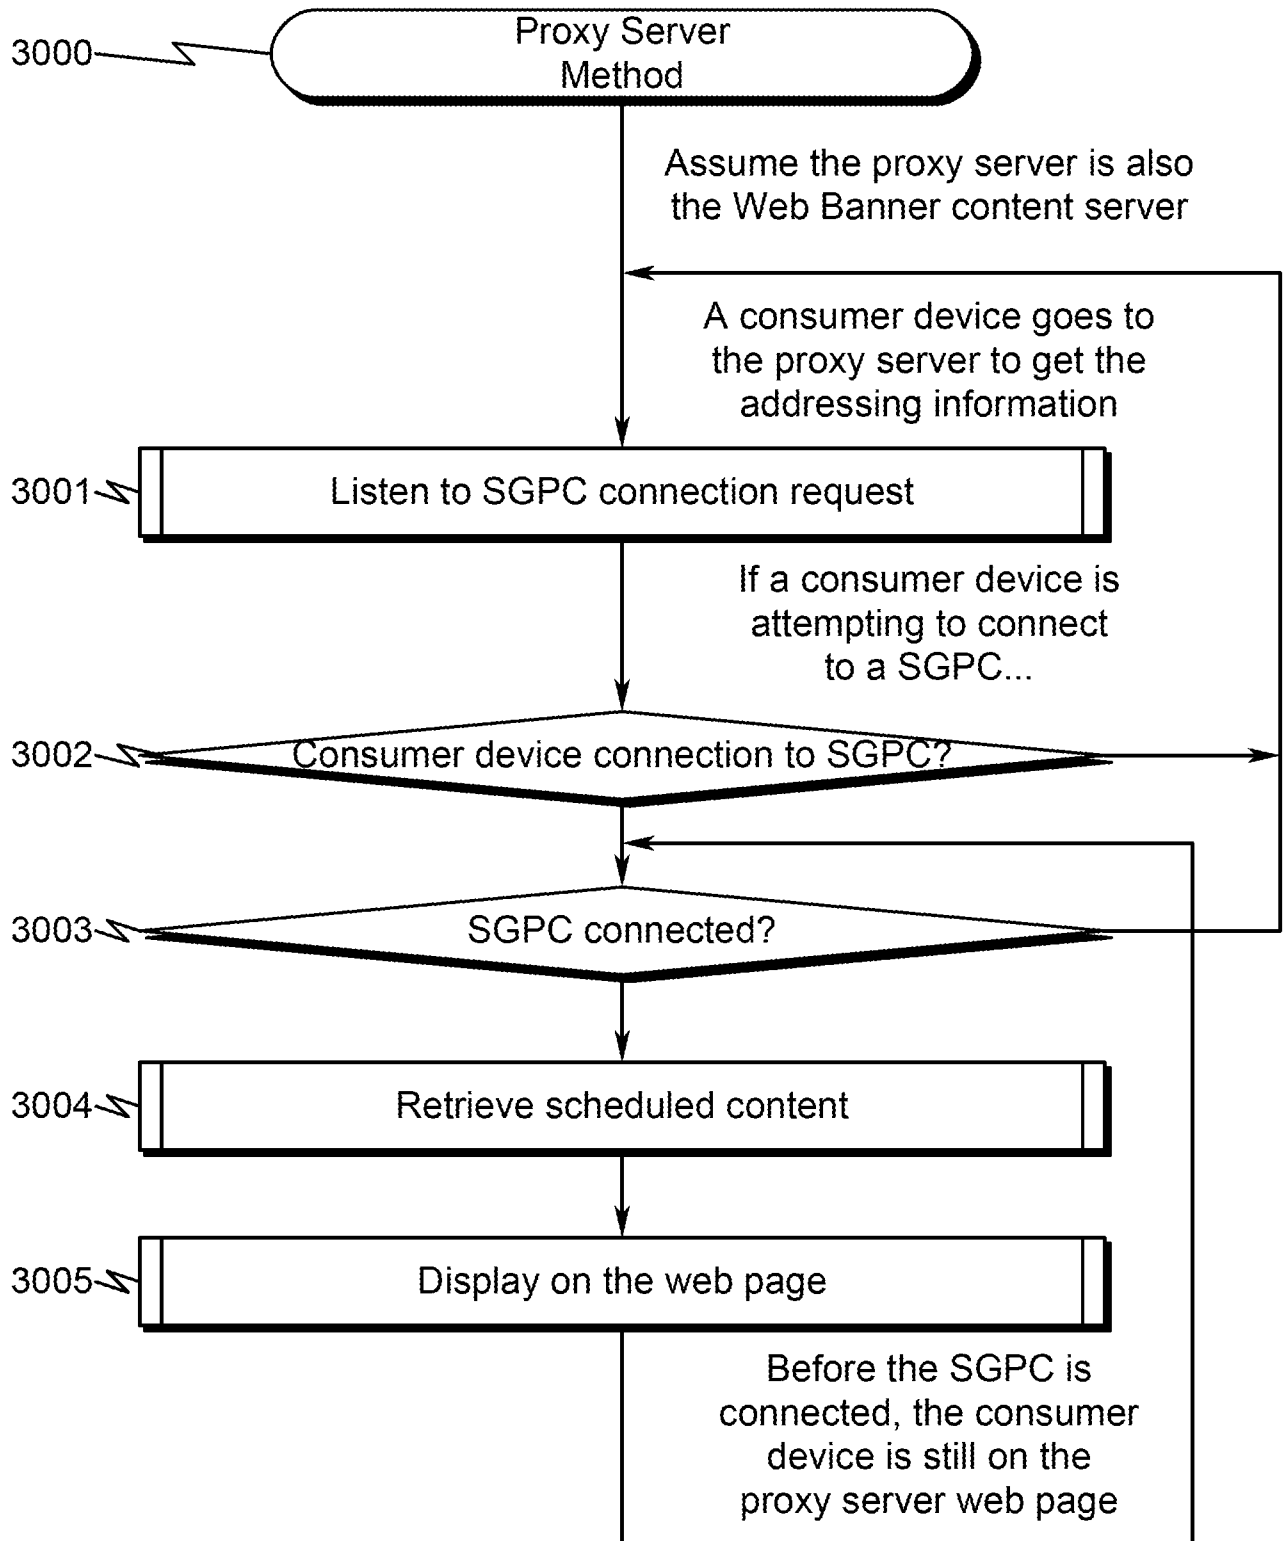 Proxy Server
Method
3000
Assume the proxy server is also
the Web Banner content server
A consumer device goes to
the proxy server to get the
addressing information
3001
Listen to SGPC connection request
If a consumer device is
attempting to connect
to a SGPC...
3002
Consumer device connection to SGPC?
3003
SGPC connected?
3004
Retrieve scheduled content
3005
Display on the web page
Before the SGPC is
connected, the consumer
device is still on the
proxy server web page